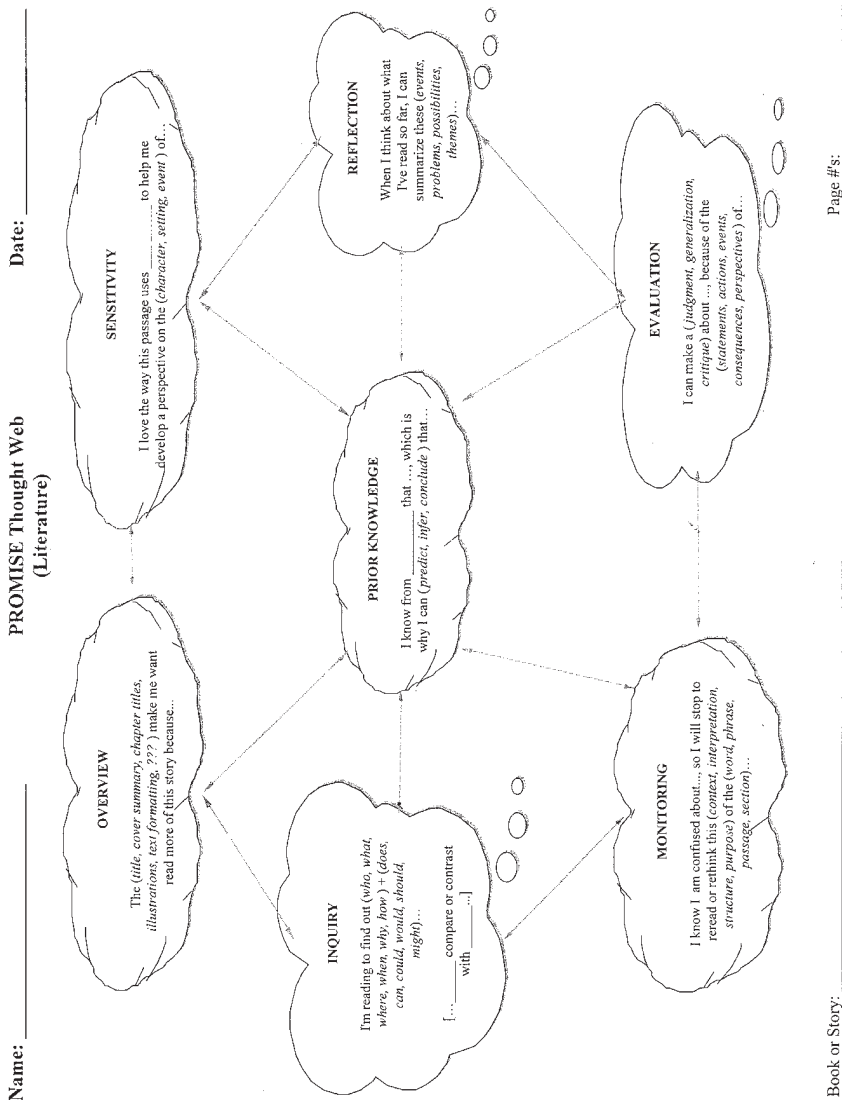 Name: ____________ PROMISE Thought Web Date: ____________
(Literature)
OVERVIEW
The (title, cover summary, chapter titles,
illustrations, text formatting, ???) make me want
read more of this story because...
SENSITIVITY
I love the way this passage uses ____________ to help me
develop a perspective on the (character, setting, event ) of...
INQUIRY
I'm reading to find out (who, what,
where, when, why, how ) + (does,
can, could, would, should,
might)...
[...____ compare or contrast
with ____...]
PRIOR KNOWLEDGE
I know from ________ that ..., which is
why I can (predict, infer, conclude ) that...
REFLECTION
When I think about what
I've read so far, I can
summarize these (events,
problems, possibilities,
themes)...
MONITORING
I know I am confused about..., so I will stop to
reread or rethink this (context, interpretation,
structure, purpose) of the (word, phrase,
passage, section)...
EVALUATION
I can make a (judgment, generalization,
critique) about ..., because of the
(statements, actions, events,
consequences, perspectives ) of...
Book or Story: ____________ Page #'s: